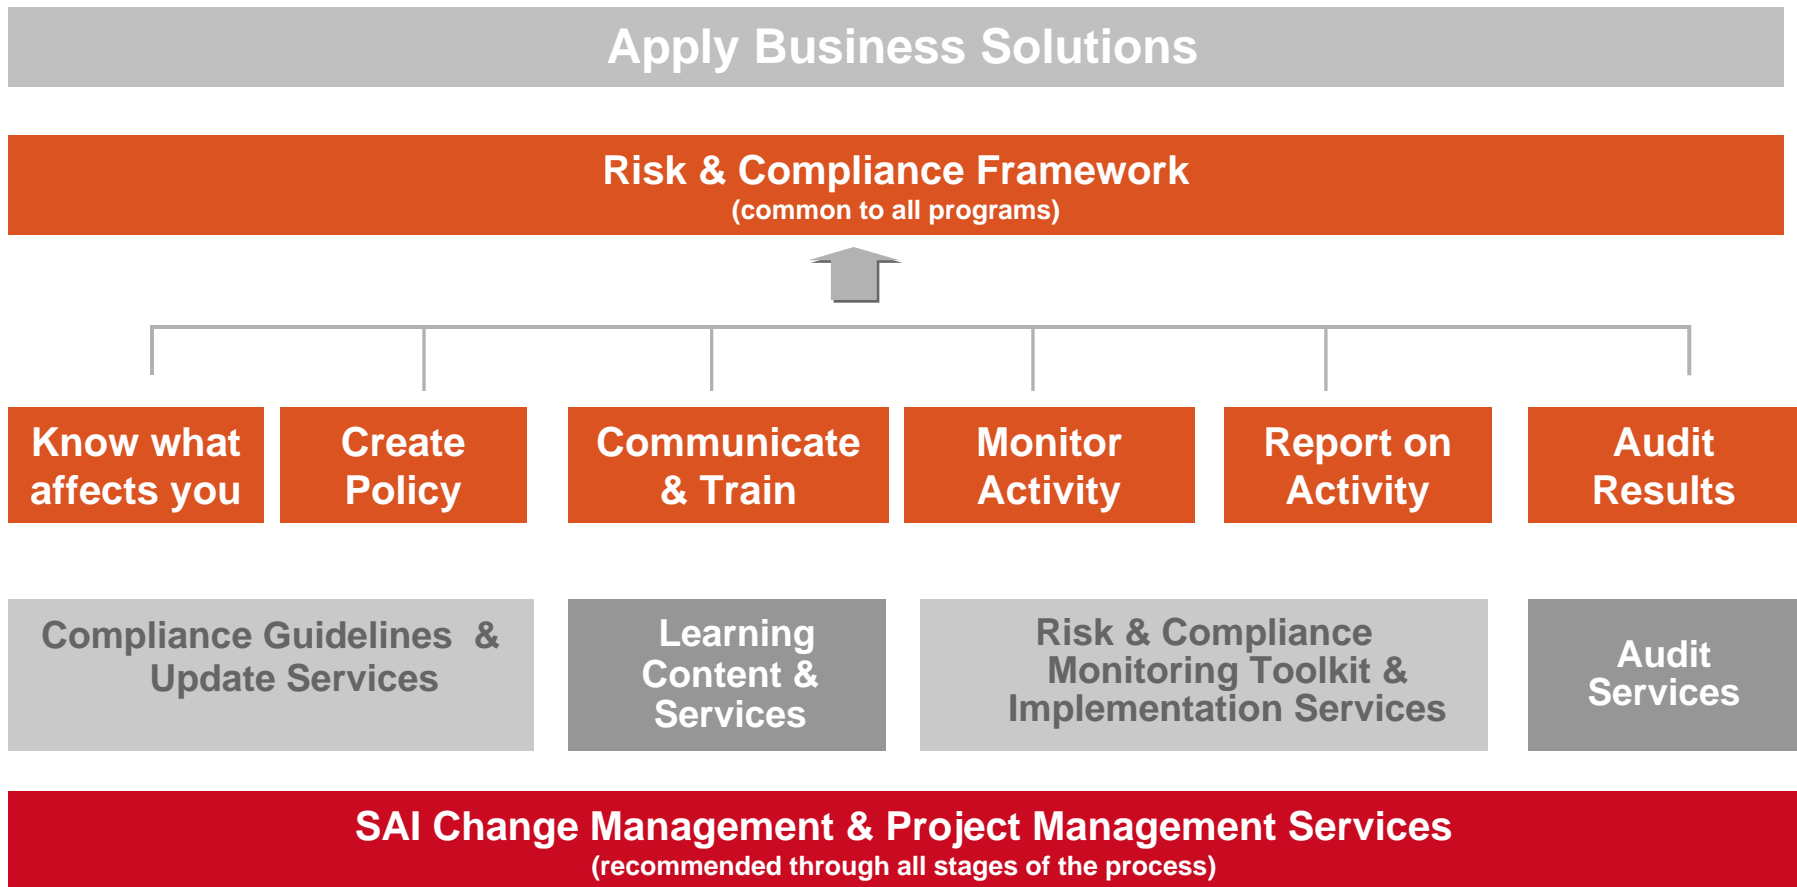 Apply Business Solutions
Risk & Compliance Framework
(common to all programs)
Know what
affects you
Create
Policy
Communicate
& Train
Monitor
Activity
Report on
Activity
Audit
Results
Compliance Guidelines &
Update Services
Learning
Content &
Services
Risk & Compliance
Monitoring Toolkit &
Implementation Services
Audit
Services
SAI Change Management & Project Management Services
(recommended through all stages of the process)